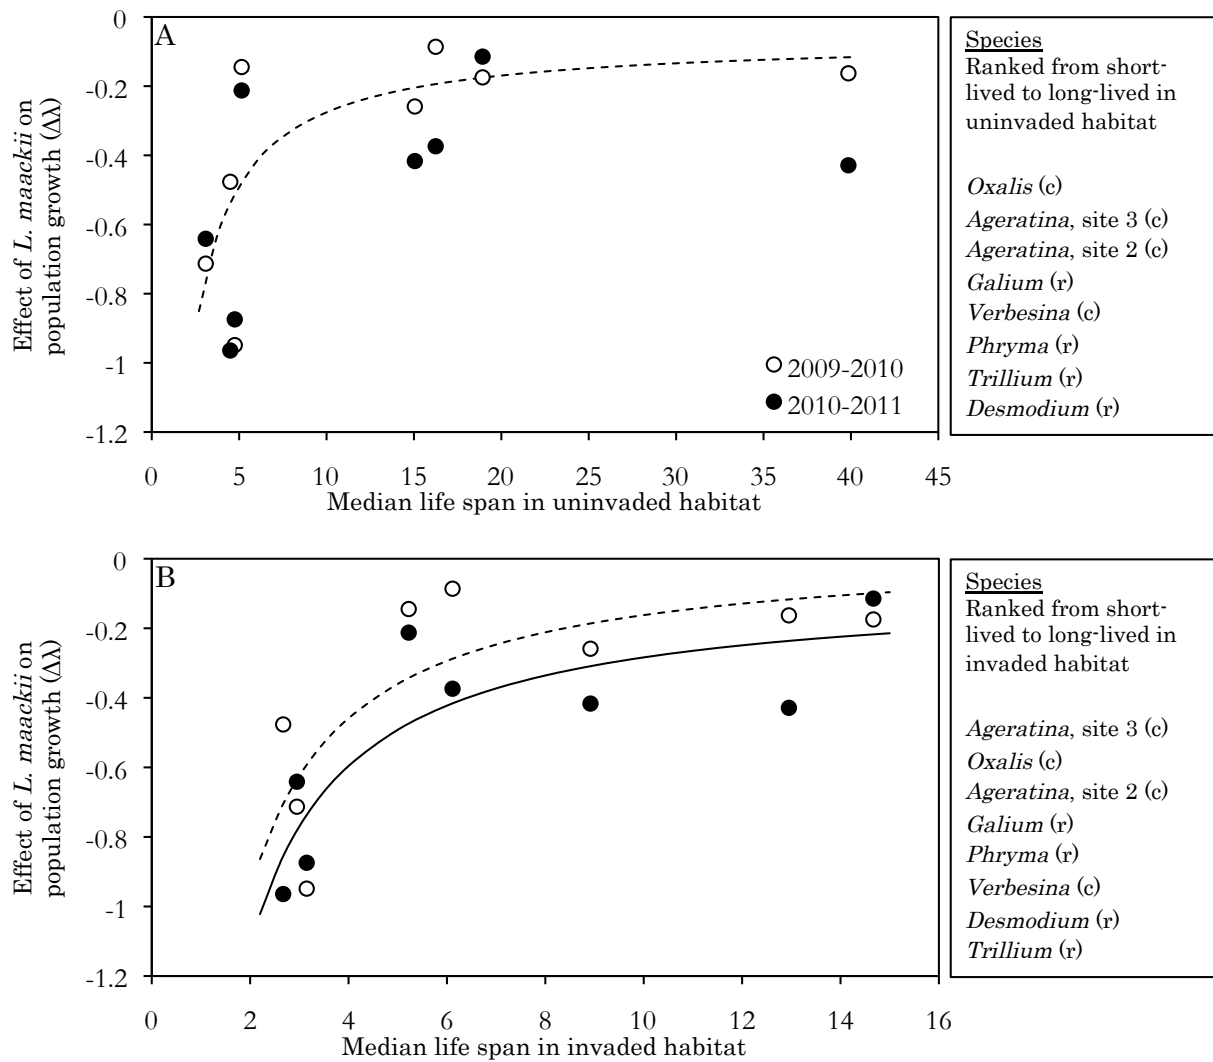 A
0
-0.2
-0.4
-0.6
-0.8
-1
-1.2
Effect of L. maackii on
population growth (Δλ)
2009-2010
2010-2011
0 5 10 15 20 25 30 35 40 45
Median life span in uninvaded habitat
Species
Ranked from short-
lived to long-lived in
uninvaded habitat
Oxalis (c)
Ageratina, site 3 (c)
Ageratina, site 2 (c)
Galium (r)
Verbesina (c)
Phryma (r)
Trillium (r)
Desmodium (r)
B
0
-0.2
-0.4
-0.6
-0.8
-1
-1.2
Effect of L. maackii on
population growth (Δλ)
0 2 4 6 8 10 12 14 16
Median life span in invaded habitat
Species
Ranked from short-
lived to long-lived in
invaded habitat
Ageratina, site 3 (c)
Oxalis (c)
Ageratina, site 2 (c)
Galium (r)
Phryma (r)
Verbesina (c)
Desmodium (r)
Trillium (r)